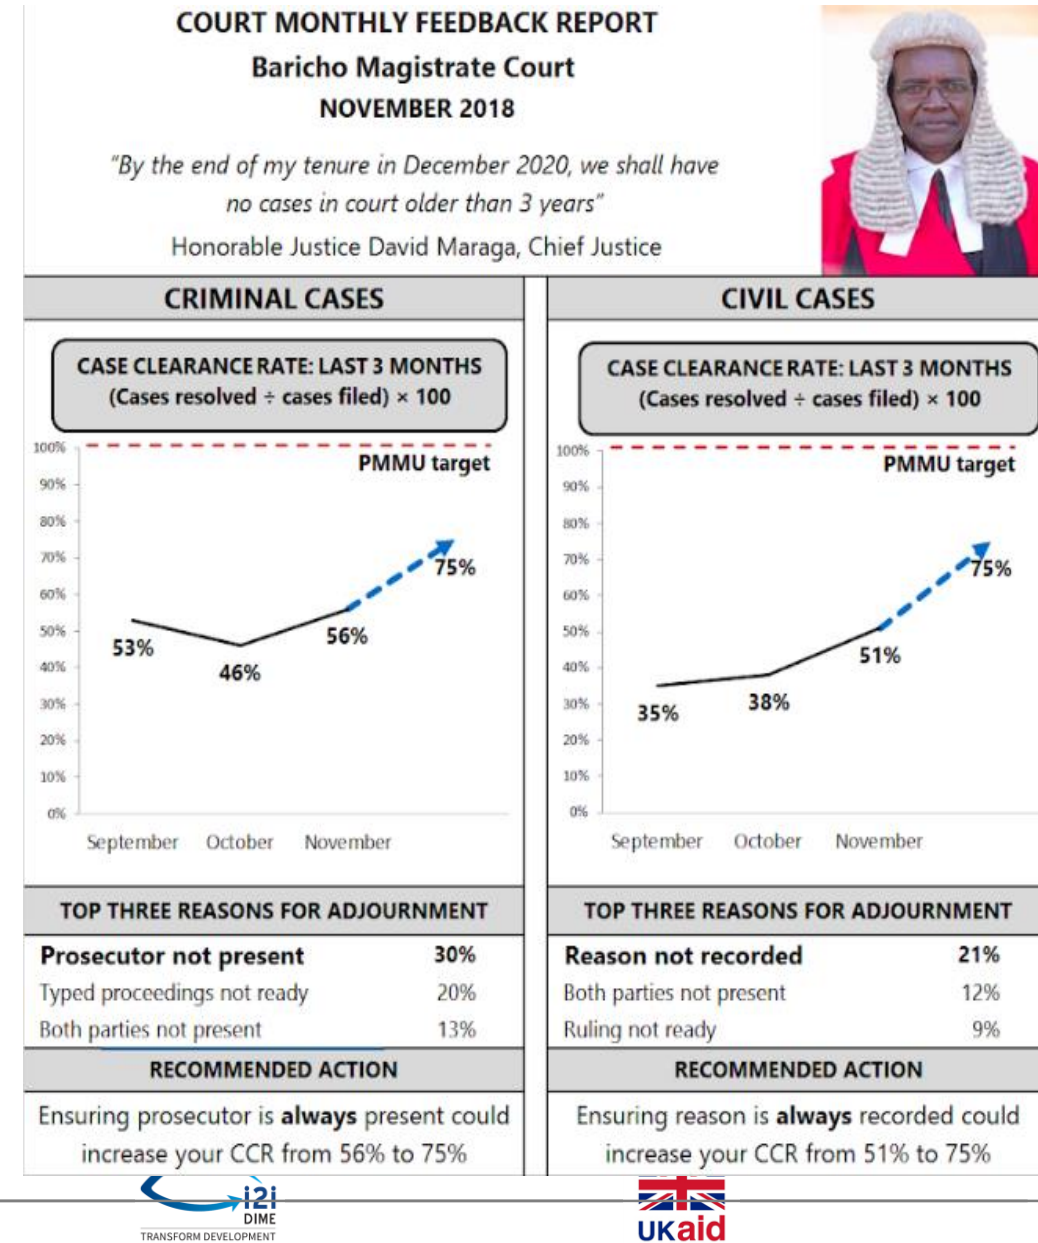 COURT MONTHLY FEEDBACK REPORT
Baricho Magistrate Court
NOVEMBER 2018
"By the end of my tenure in December 2020, we shall have
no cases in court older than 3 years"
Honorable Justice David Maraga, Chief Justice
CRIMINAL CASES
CASE CLEARANCE RATE: LAST 3 MONTHS
(Cases resolved ÷ cases filed) × 100
100%
PMMU target
90%
80%
70%
75%
60%
50%
53%
46%
56%
40%
30%
20%
10%
0%
September October November
TOP THREE REASONS FOR ADJOURNMENT
Prosecutor not present 30%
Typed proceedings not ready 20%
Both parties not present 13%
RECOMMENDED ACTION
Ensuring prosecutor is always present could
increase your CCR from 56% to 75%
CIVIL CASES
CASE CLEARANCE RATE: LAST 3 MONTHS
(Cases resolved ÷ cases filed) × 100
100%
PMMU target
90%
80%
70%
75%
60%
50%
51%
40%
38%
35%
30%
20%
10%
0%
September October November
TOP THREE REASONS FOR ADJOURNMENT
Reason not recorded 21%
Both parties not present 12%
Ruling not ready 9%
RECOMMENDED ACTION
Ensuring reason is always recorded could
increase your CCR from 51% to 75%
i2i
DIME
TRANSFORM DEVELOPMENT
UKaid